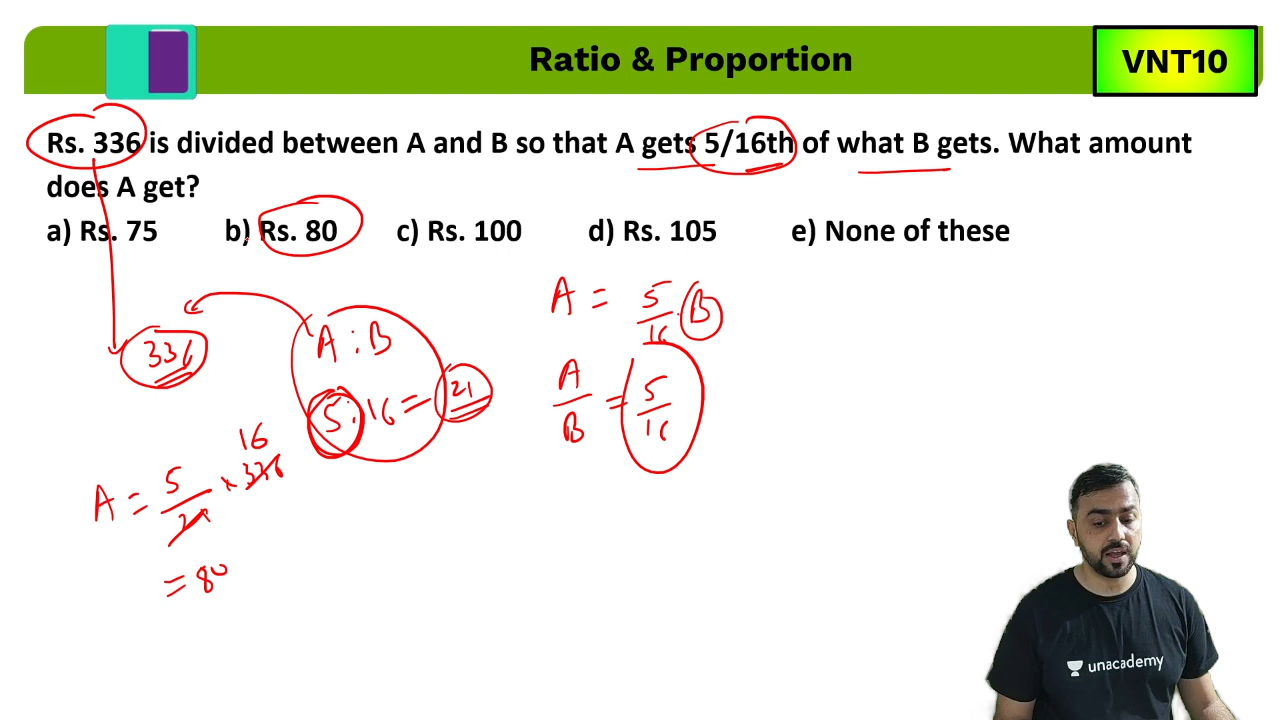 Ratio & Proportion
VNT10
Rs. 336 is divided between A and B so that A gets 5/16th of what B gets. What amount
does A get?
a) Rs. 75 b) Rs. 80 c) Rs. 100 d) Rs. 105 e) None of these
A = 5/16 B
336
A : B
5 : 16 = 21
A/B = 5/16
16
A = 5/21 × 336
= 80
unacademy